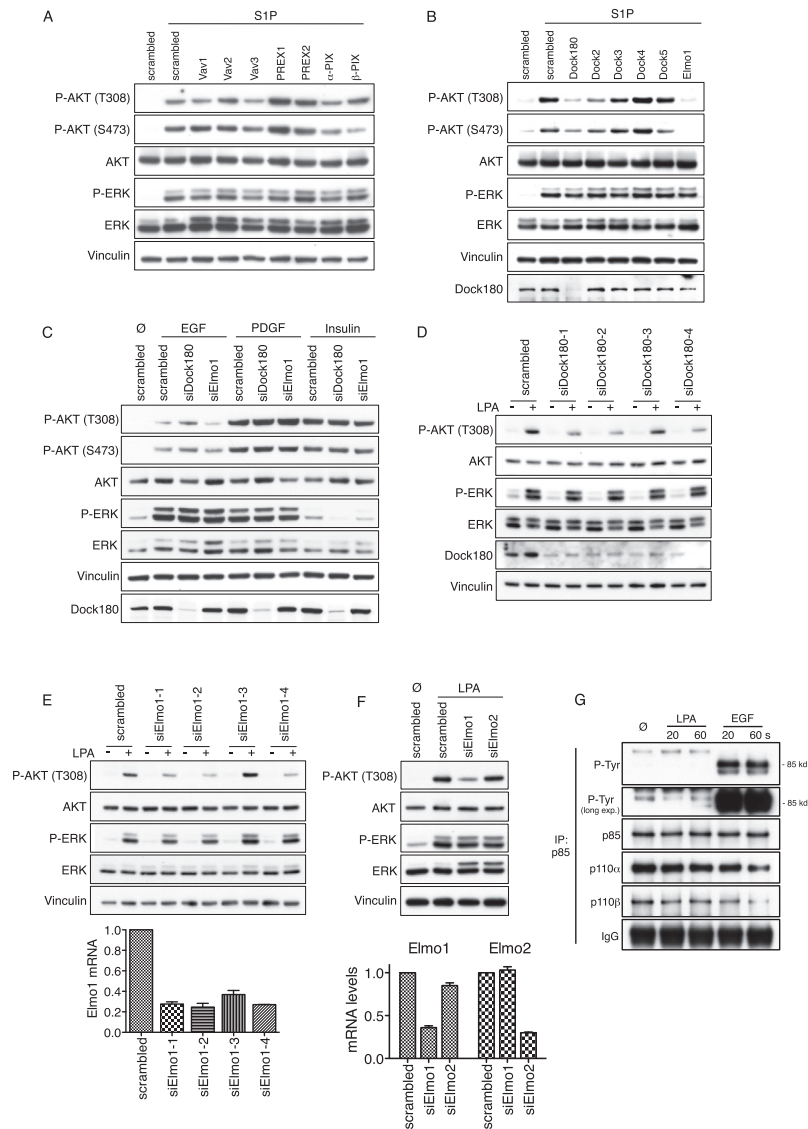 A
S1P
scrambled
scrambled
Vav1
Vav2
Vav3
PREX1
PREX2
α-PIX
β-PIX
P-AKT (T308)
P-AKT (S473)
AKT
P-ERK
ERK
Vinculin
B
S1P
scrambled
scrambled
Dock180
Dock2
Dock3
Dock4
Dock5
Elmo1
P-AKT (T308)
P-AKT (S473)
AKT
P-ERK
ERK
Vinculin
Dock180
C
Ø EGF PDGF Insulin
scrambled
scrambled
siDock180
siElmo1
scrambled
siDock180
siElmo1
scrambled
siDock180
siElmo1
P-AKT (T308)
P-AKT (S473)
AKT
P-ERK
ERK
Vinculin
Dock180
D
scrambled
siDock180-1
siDock180-2
siDock180-3
siDock180-4
LPA - + - + - + - + - +
P-AKT (T308)
AKT
P-ERK
ERK
Dock180
Vinculin
E
scrambled
siElmo1-1
siElmo1-2
siElmo1-3
siElmo1-4
LPA - + - + - + - + - +
P-AKT (T308)
AKT
P-ERK
ERK
Vinculin
Elmo1 mRNA
1.0
0.8
0.6
0.4
0.2
0.0
scrambled
siElmo1-1
siElmo1-2
siElmo1-3
siElmo1-4
F
Ø LPA
scrambled
scrambled
siElmo1
siElmo2
P-AKT (T308)
AKT
P-ERK
ERK
Vinculin
Elmo1 Elmo2
mRNA levels
1.0
0.5
0.0
scrambled
siElmo1
siElmo2
scrambled
siElmo1
siElmo2
G
LPA EGF
Ø 20 60 20 60 s
P-Tyr - 85 kd
P-Tyr - 85 kd
(long exp.)
IP:
p85
p85
p110α
p110β
IgG